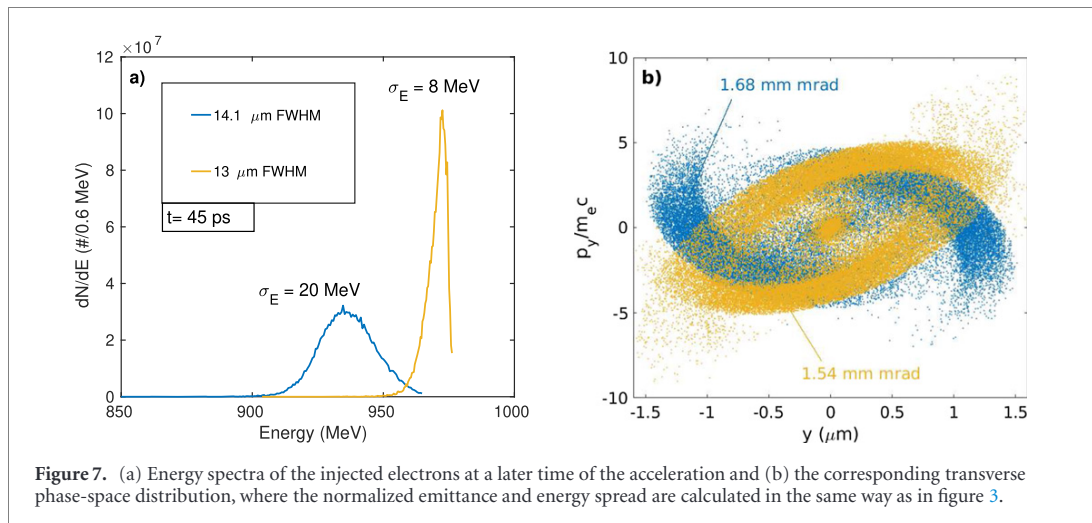 ×10^7
12
10
8
6
4
2
0
a)
14.1 μm FWHM
13 μm FWHM
t= 45 ps
σ_E = 8 MeV
σ_E = 20 MeV
850 900 950 1000
Energy (MeV)
dN/dE (#/0.6 MeV)
10
5
0
-5
-10
b)
1.68 mm mrad
1.54 mm mrad
-1.5 -1 -0.5 0 0.5 1 1.5
y (μm)
p_y/m_e c
Figure 7. (a) Energy spectra of the injected electrons at a later time of the acceleration and (b) the corresponding transverse
phase-space distribution, where the normalized emittance and energy spread are calculated in the same way as in figure 3.